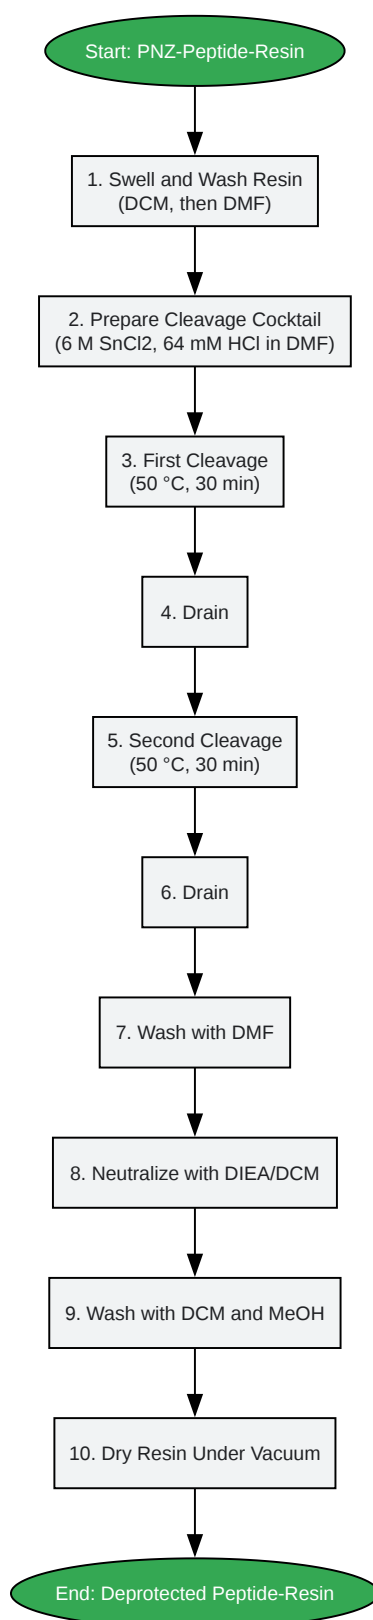 Start: PNZ-Peptide-Resin
1. Swell and Wash Resin
(DCM, then DMF)
2. Prepare Cleavage Cocktail
(6 M SnCl2, 64 mM HCl in DMF)
3. First Cleavage
(50 °C, 30 min)
4. Drain
5. Second Cleavage
(50 °C, 30 min)
6. Drain
7. Wash with DMF
8. Neutralize with DIEA/DCM
9. Wash with DCM and MeOH
10. Dry Resin Under Vacuum
End: Deprotected Peptide-Resin